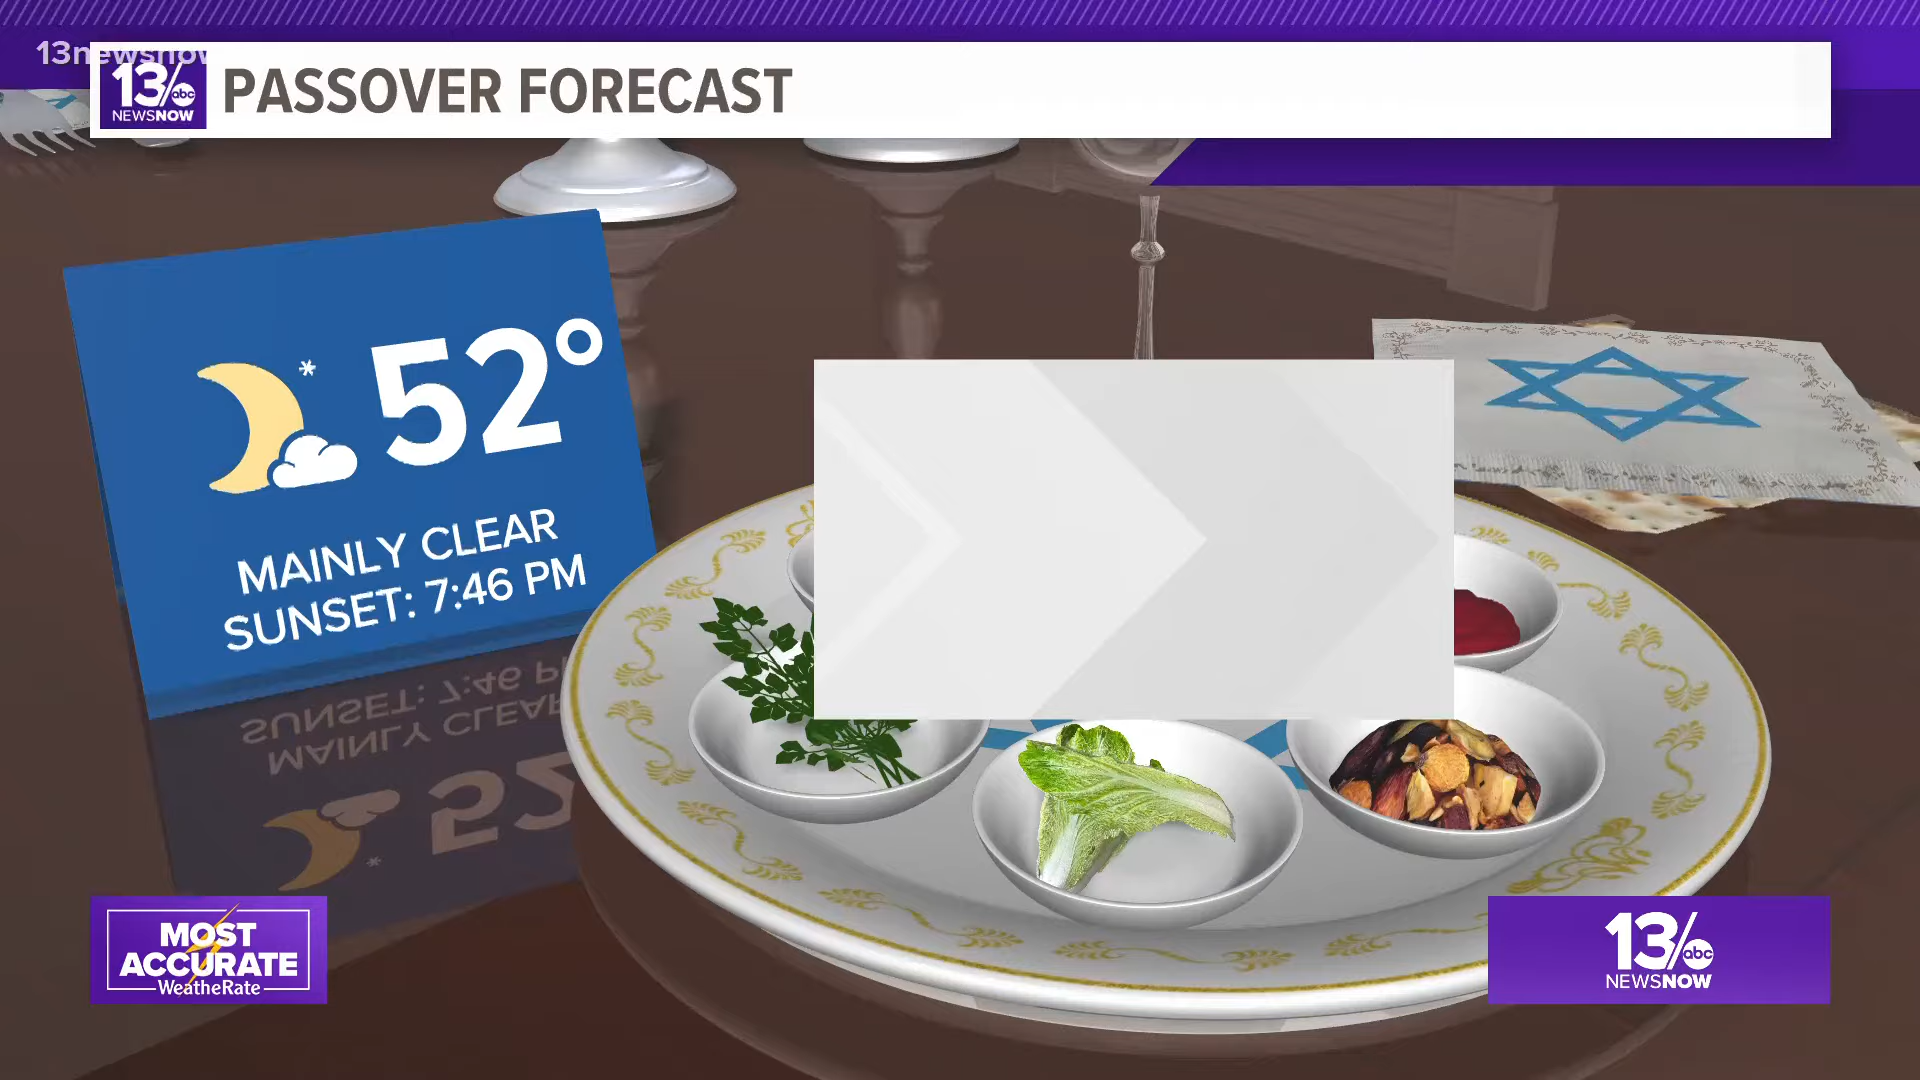 13newsnow
13/abc
NEWSNOW
PASSOVER FORECAST
52°
MAINLY CLEAR
SUNSET: 7:46 PM
SUNSET: 7:46 P
MAINLY CLEAR
52
MOST
ACCURATE
WeatheRate
13/abc
NEWSNOW